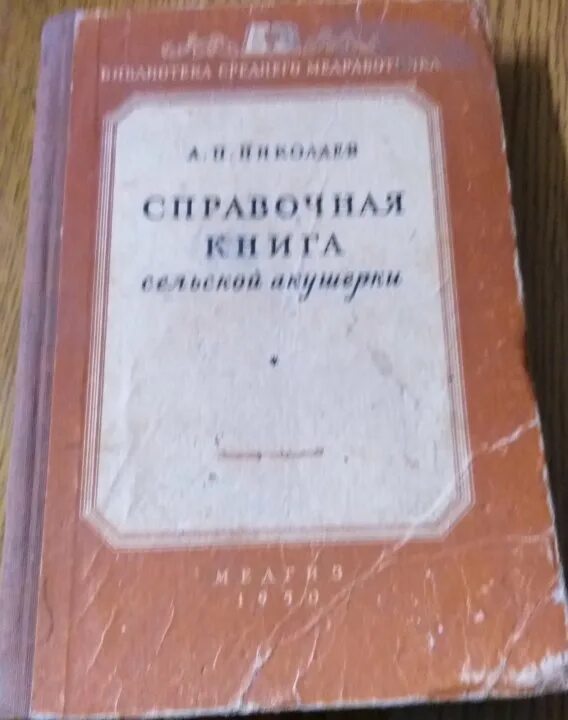 БИБЛИОТЕКА СРЕДНЕГО МЕДРАБОТНИКА
А. П. НИКОЛАЕВ
СПРАВОЧНАЯ
КНИГА
сельской акушерки
МЕДГИЗ
1950